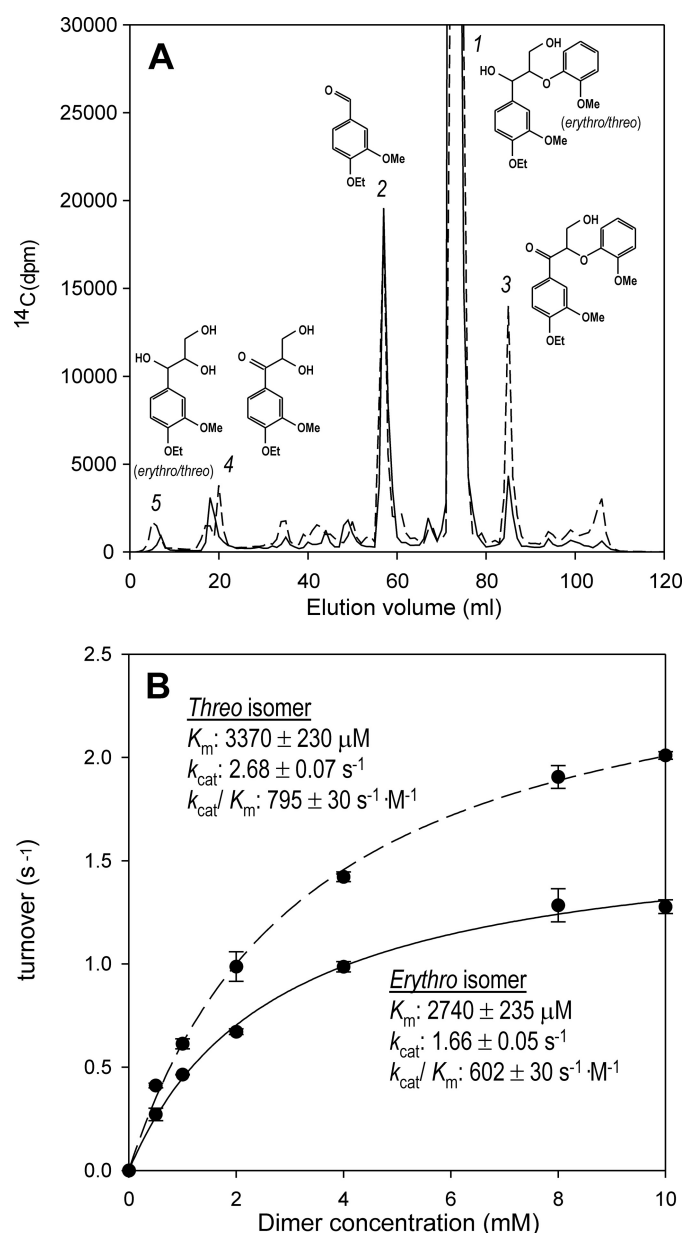 A
30000
25000
20000
15000
10000
5000
0
¹⁴C(dpm)
0 20 40 60 80 100 120
Elution volume (ml)
1
OH
HO
O
OMe
(erythro/threo)
OMe
OEt
O
OMe
OEt
2
OH
O
O
OMe
OMe
OEt
3
OH
HO
OH
OMe
OEt
(erythro/threo)
OH
O
OH
OMe
OEt
4
5
B
2.5
2.0
1.5
1.0
0.5
0.0
turnover (s⁻¹)
Threo isomer
Kₘ: 3370 ± 230 µM
kcat: 2.68 ± 0.07 s⁻¹
kcat/ Kₘ: 795 ± 30 s⁻¹·M⁻¹
Erythro isomer
Kₘ: 2740 ± 235 µM
kcat: 1.66 ± 0.05 s⁻¹
kcat/ Kₘ: 602 ± 30 s⁻¹·M⁻¹
0 2 4 6 8 10
Dimer concentration (mM)